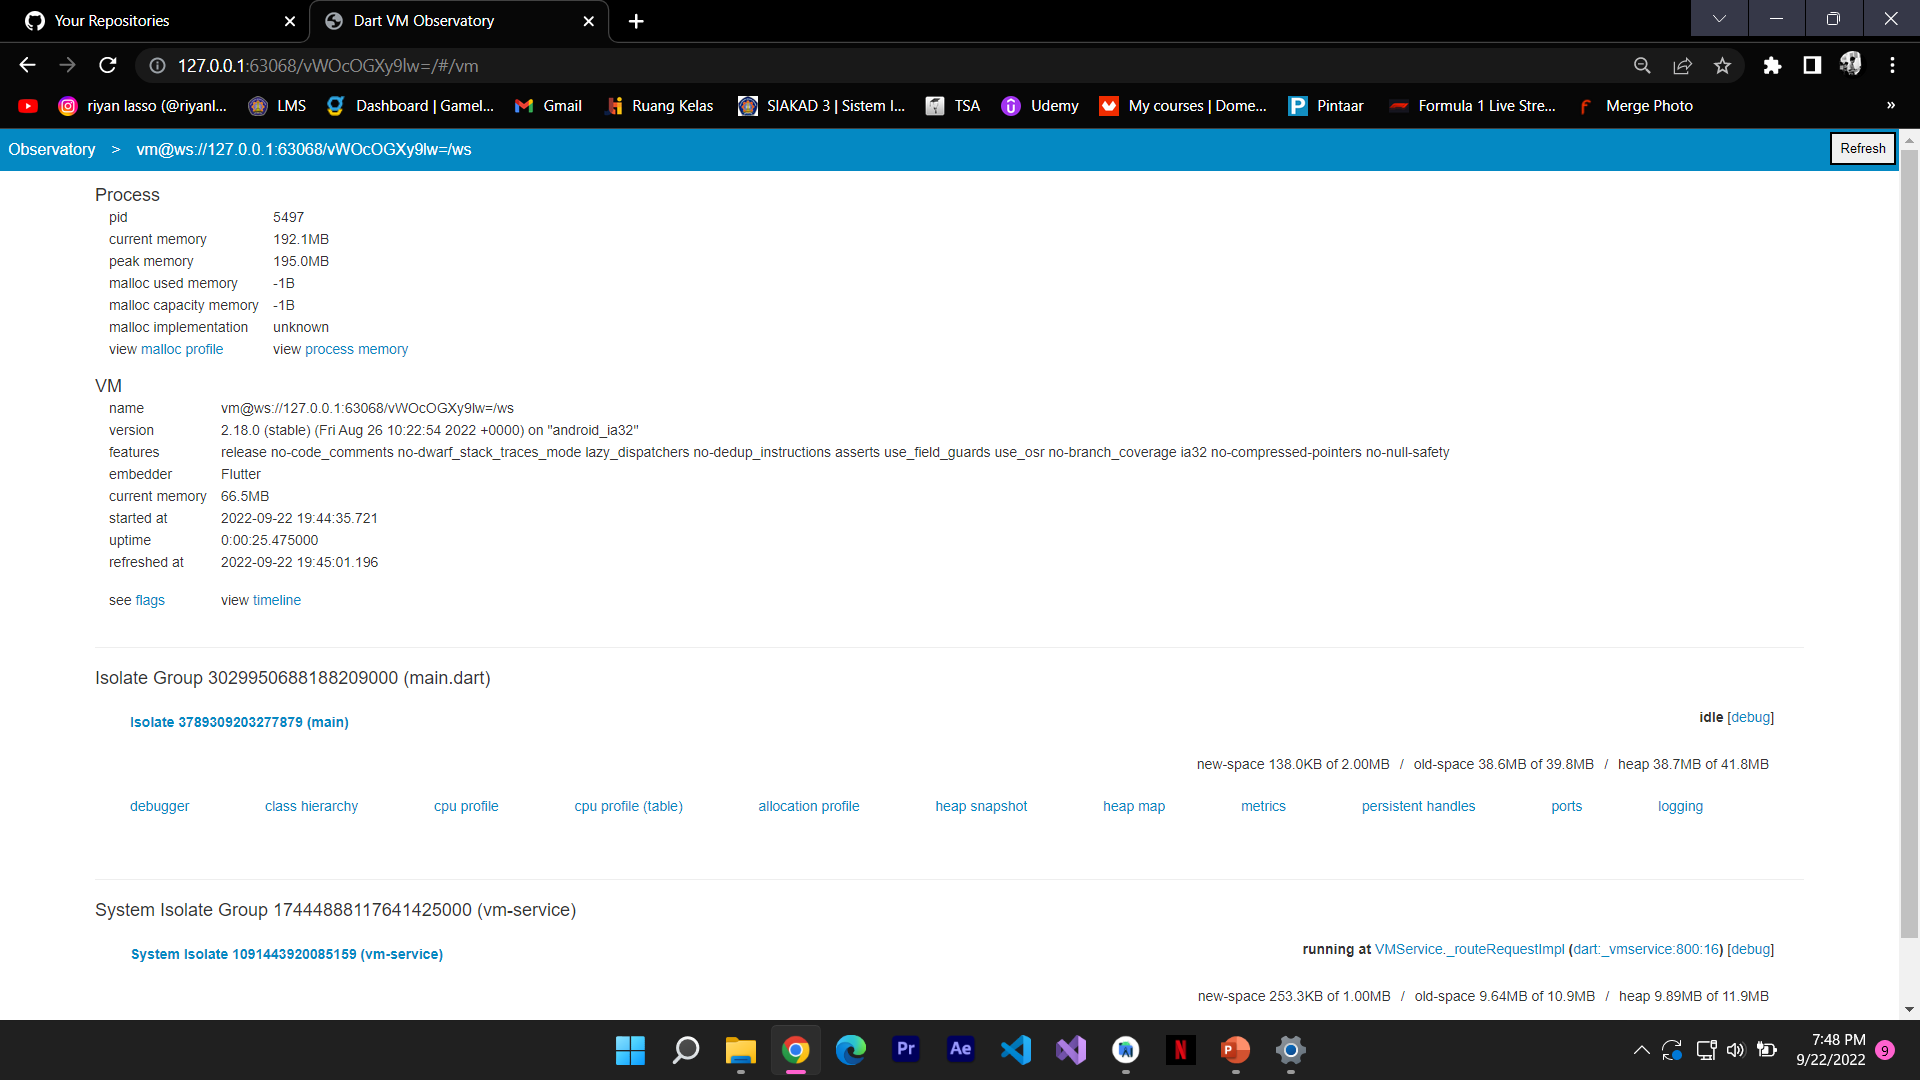 Your Repositories
Dart VM Observatory
127.0.0.1:63068/vWOcOGXy9lw=/#/vm
riyan lasso (@riyanl...
LMS
Dashboard | Gamel...
Gmail
Ruang Kelas
SIAKAD 3 | Sistem I...
TSA
Udemy
My courses | Dome...
Pintaar
Formula 1 Live Stre...
Merge Photo
»
Observatory > vm@ws://127.0.0.1:63068/vWOcOGXy9lw=/ws
Refresh
Process
pid 5497
current memory 192.1MB
peak memory 195.0MB
malloc used memory -1B
malloc capacity memory -1B
malloc implementation unknown
view malloc profile view process memory
VM
name vm@ws://127.0.0.1:63068/vWOcOGXy9lw=/ws
version 2.18.0 (stable) (Fri Aug 26 10:22:54 2022 +0000) on "android_ia32"
features release no-code_comments no-dwarf_stack_traces_mode lazy_dispatchers no-dedup_instructions asserts use_field_guards use_osr no-branch_coverage ia32 no-compressed-pointers no-null-safety
embedder Flutter
current memory 66.5MB
started at 2022-09-22 19:44:35.721
uptime 0:00:25.475000
refreshed at 2022-09-22 19:45:01.196
see flags view timeline
Isolate Group 3029950688188209000 (main.dart)
Isolate 3789309203277879 (main)
idle [debug]
new-space 138.0KB of 2.00MB / old-space 38.6MB of 39.8MB / heap 38.7MB of 41.8MB
debugger class hierarchy cpu profile cpu profile (table) allocation profile heap snapshot heap map metrics persistent handles ports logging
System Isolate Group 17444888117641425000 (vm-service)
System Isolate 1091443920085159 (vm-service)
running at VMService._routeRequestImpl (dart:_vmservice:800:16) [debug]
new-space 253.3KB of 1.00MB / old-space 9.64MB of 10.9MB / heap 9.89MB of 11.9MB
Pr
Ae
N
P
7:48 PM
9/22/2022
9